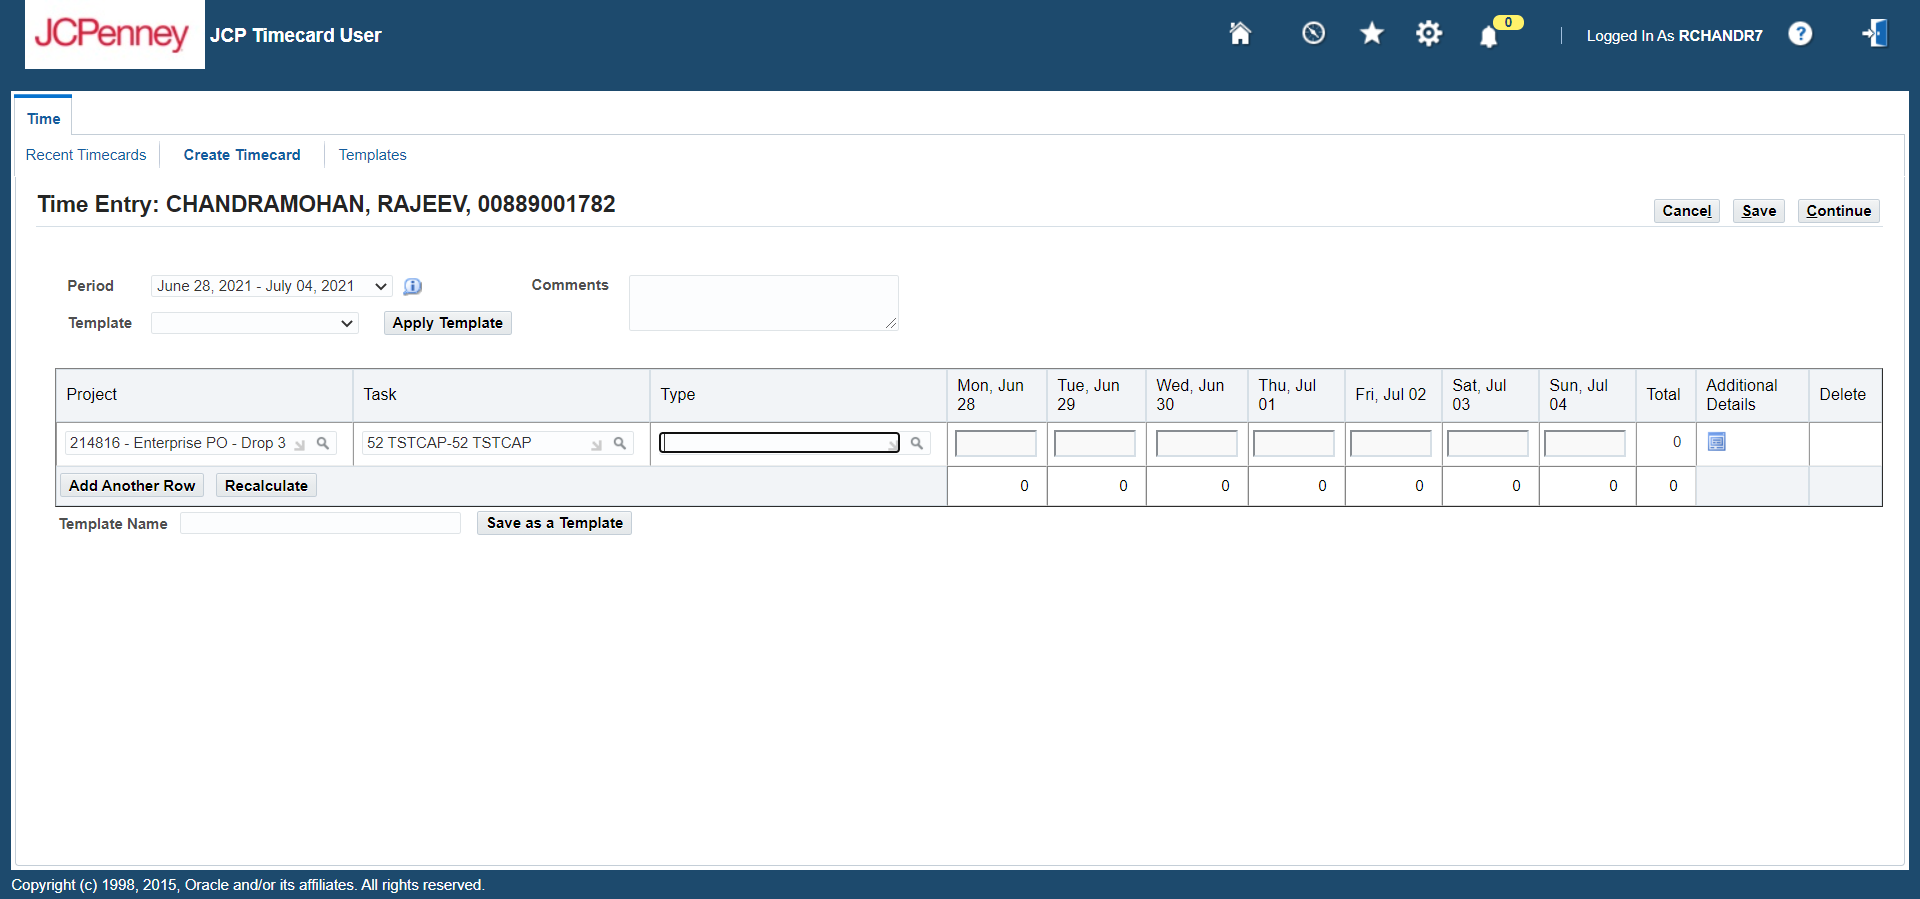 JCPenney JCP Timecard User 0 Logged In As RCHANDR7 ?
Time
Recent Timecards Create Timecard Templates
Time Entry: CHANDRAMOHAN, RAJEEV, 00889001782 Cancel Save Continue
Period June 28, 2021 - July 04, 2021 i Comments
Template Apply Template
Project Task Type Mon, Jun 28 Tue, Jun 29 Wed, Jun 30 Thu, Jul 01 Fri, Jul 02 Sat, Jul 03 Sun, Jul 04 Total Additional Details Delete
214816 - Enterprise PO - Drop 3 52 TSTCAP-52 TSTCAP 0
Add Another Row Recalculate 0 0 0 0 0 0 0 0
Template Name Save as a Template
Copyright (c) 1998, 2015, Oracle and/or its affiliates. All rights reserved.